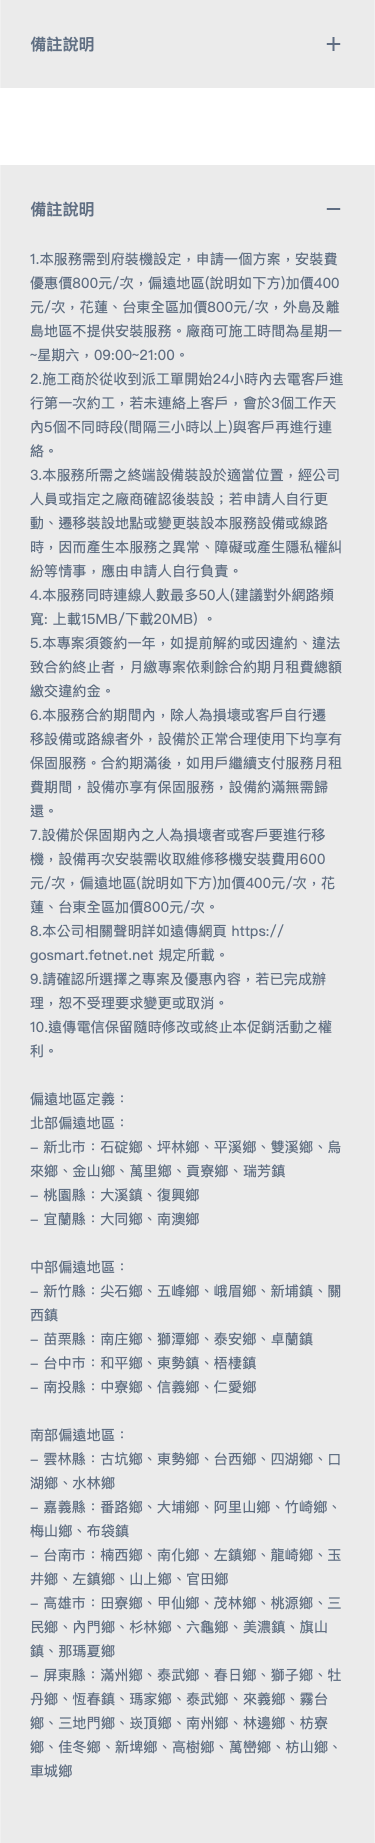 備註說明
備註說明
1.本服務需到府裝機設定，申請一個方案，安裝費
優惠價800元/次，偏遠地區(說明如下方)加價400
元/次，花蓮、台東全區加價800元/次，外島及離
島地區不提供安裝服務。廠商可施工時間為星期一
~星期六，09:00~21:00。
2.施工商於從收到派工單開始24小時內去電客戶進
行第一次約工，若未連絡上客戶，會於3個工作天
內5個不同時段(間隔三小時以上)與客戶再進行連
絡。
3.本服務所需之終端設備裝設於適當位置，經公司
人員或指定之廠商確認後裝設；若申請人自行更
動、遷移裝設地點或變更裝設本服務設備或線路
時，因而產生本服務之異常、障礙或產生隱私權糾
紛等情事，應由申請人自行負責。
4.本服務同時連線人數最多50人(建議對外網路頻
寬: 上載15MB/下載20MB) 。
5.本專案須簽約一年，如提前解約或因違約、違法
致合約終止者，月繳專案依剩餘合約期月租費總額
繳交違約金。
6.本服務合約期間內，除人為損壞或客戶自行遷
移設備或路線者外，設備於正常合理使用下均享有
保固服務。合約期滿後，如用戶繼續支付服務月租
費期間，設備亦享有保固服務，設備約滿無需歸
還。
7.設備於保固期內之人為損壞者或客戶要進行移
機，設備再次安裝需收取維修移機安裝費用600
元/次，偏遠地區(說明如下方)加價400元/次，花
蓮、台東全區加價800元/次。
8.本公司相關聲明詳如遠傳網頁 https://
gosmart.fetnet.net 規定所載。
9.請確認所選擇之專案及優惠內容，若已完成辦
理，恕不受理要求變更或取消。
10.遠傳電信保留隨時修改或終止本促銷活動之權
利。
偏遠地區定義：
北部偏遠地區：
– 新北市：石碇鄉、坪林鄉、平溪鄉、雙溪鄉、烏
來鄉、金山鄉、萬里鄉、貢寮鄉、瑞芳鎮
– 桃園縣：大溪鎮、復興鄉
– 宜蘭縣：大同鄉、南澳鄉
中部偏遠地區：
– 新竹縣：尖石鄉、五峰鄉、峨眉鄉、新埔鎮、關
西鎮
– 苗栗縣：南庄鄉、獅潭鄉、泰安鄉、卓蘭鎮
– 台中市：和平鄉、東勢鎮、梧棲鎮
– 南投縣：中寮鄉、信義鄉、仁愛鄉
南部偏遠地區：
– 雲林縣：古坑鄉、東勢鄉、台西鄉、四湖鄉、口
湖鄉、水林鄉
– 嘉義縣：番路鄉、大埔鄉、阿里山鄉、竹崎鄉、
梅山鄉、布袋鎮
– 台南市：楠西鄉、南化鄉、左鎮鄉、龍崎鄉、玉
井鄉、左鎮鄉、山上鄉、官田鄉
– 高雄市：田寮鄉、甲仙鄉、茂林鄉、桃源鄉、三
民鄉、內門鄉、杉林鄉、六龜鄉、美濃鎮、旗山
鎮、那瑪夏鄉
– 屏東縣：滿州鄉、泰武鄉、春日鄉、獅子鄉、牡
丹鄉、恆春鎮、瑪家鄉、泰武鄉、來義鄉、霧台
鄉、三地門鄉、崁頂鄉、南州鄉、林邊鄉、枋寮
鄉、佳冬鄉、新埤鄉、高樹鄉、萬巒鄉、枋山鄉、
車城鄉